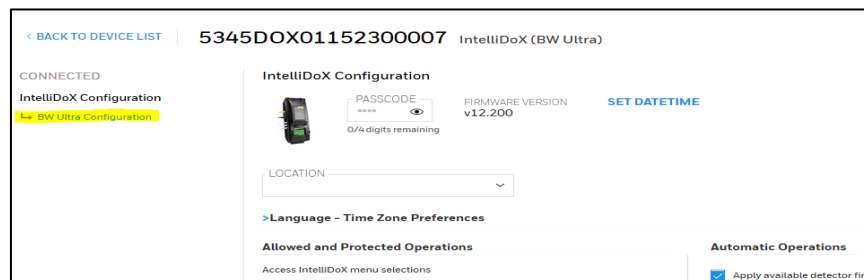 < BACK TO DEVICE LIST
5345DOX01152300007 IntelliDoX (BW Ultra)
CONNECTED
IntelliDoX Configuration
BW Ultra Configuration
IntelliDoX Configuration
PASSCODE
****
0/4 digits remaining
FIRMWARE VERSION
v12.200
SET DATETIME
LOCATION
>Language – Time Zone Preferences
Allowed and Protected Operations
Access IntelliDoX menu selections
Automatic Operations
Apply available detector